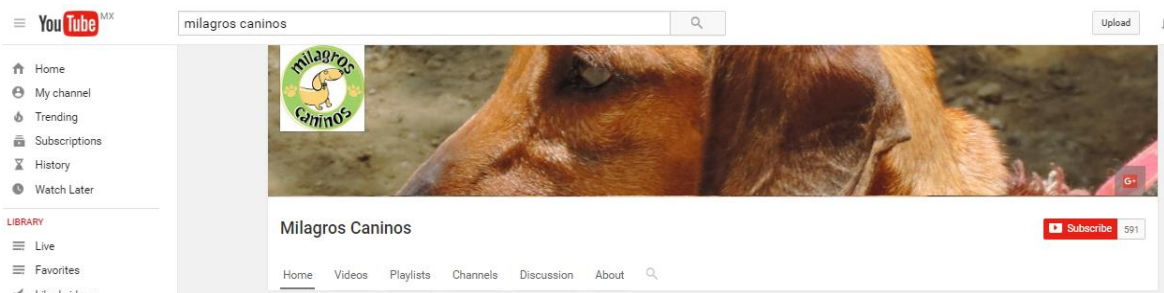 YouTube MX
milagros caninos
Upload
Home
My channel
Trending
Subscriptions
History
Watch Later
LIBRARY
Live
Favorites
milagros
caninos
G+
Milagros Caninos
Subscribe 591
Home Videos Playlists Channels Discussion About